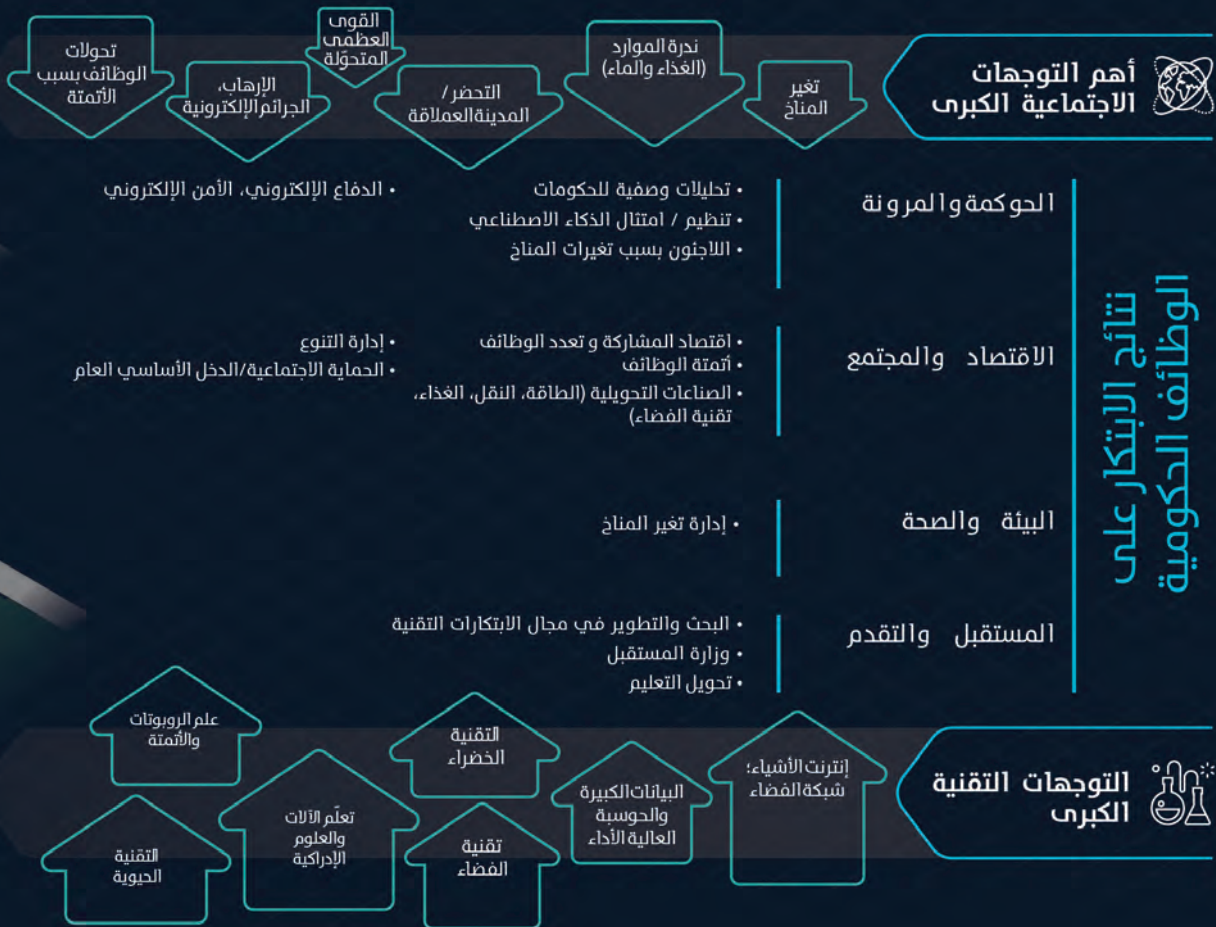 أهم التوجهات
الاجتماعية الكبرى
تغير
المناخ
ندرة الموارد
(الغذاء والماء)
التحضر /
المدينة العملاقة
القوى
العظمى
المتحوّلة
الإرهاب،
الجرائم الإلكترونية
تحولات
الوظائف بسبب
الأتمتة
نتائج الابتكار على
الوظائف الحكومية
الحوكمة والمرونة
• تحليلات وصفية للحكومات
• تنظيم / امتثال الذكاء الاصطناعي
• اللاجئون بسبب تغيرات المناخ
• الدفاع الإلكتروني، الأمن الإلكتروني
الاقتصاد والمجتمع
• اقتصاد المشاركة و تعدد الوظائف
• أتمتة الوظائف
• الصناعات التحويلية (الطاقة، النقل، الغذاء،
تقنية الفضاء)
• إدارة التنوع
• الحماية الاجتماعية/الدخل الأساسي العام
البيئة والصحة
• إدارة تغير المناخ
المستقبل والتقدم
• البحث والتطوير في مجال الابتكارات التقنية
• وزارة المستقبل
• تحويل التعليم
التوجهات التقنية
الكبرى
إنترنت الأشياء؛
شبكة الفضاء
البيانات الكبيرة
والحوسبة
العالية الأداء
التقنية
الخضراء
تقنية
الفضاء
تعلّم الآلات
والعلوم
الإدراكية
علم الروبوتات
والأتمتة
التقنية
الحيوية